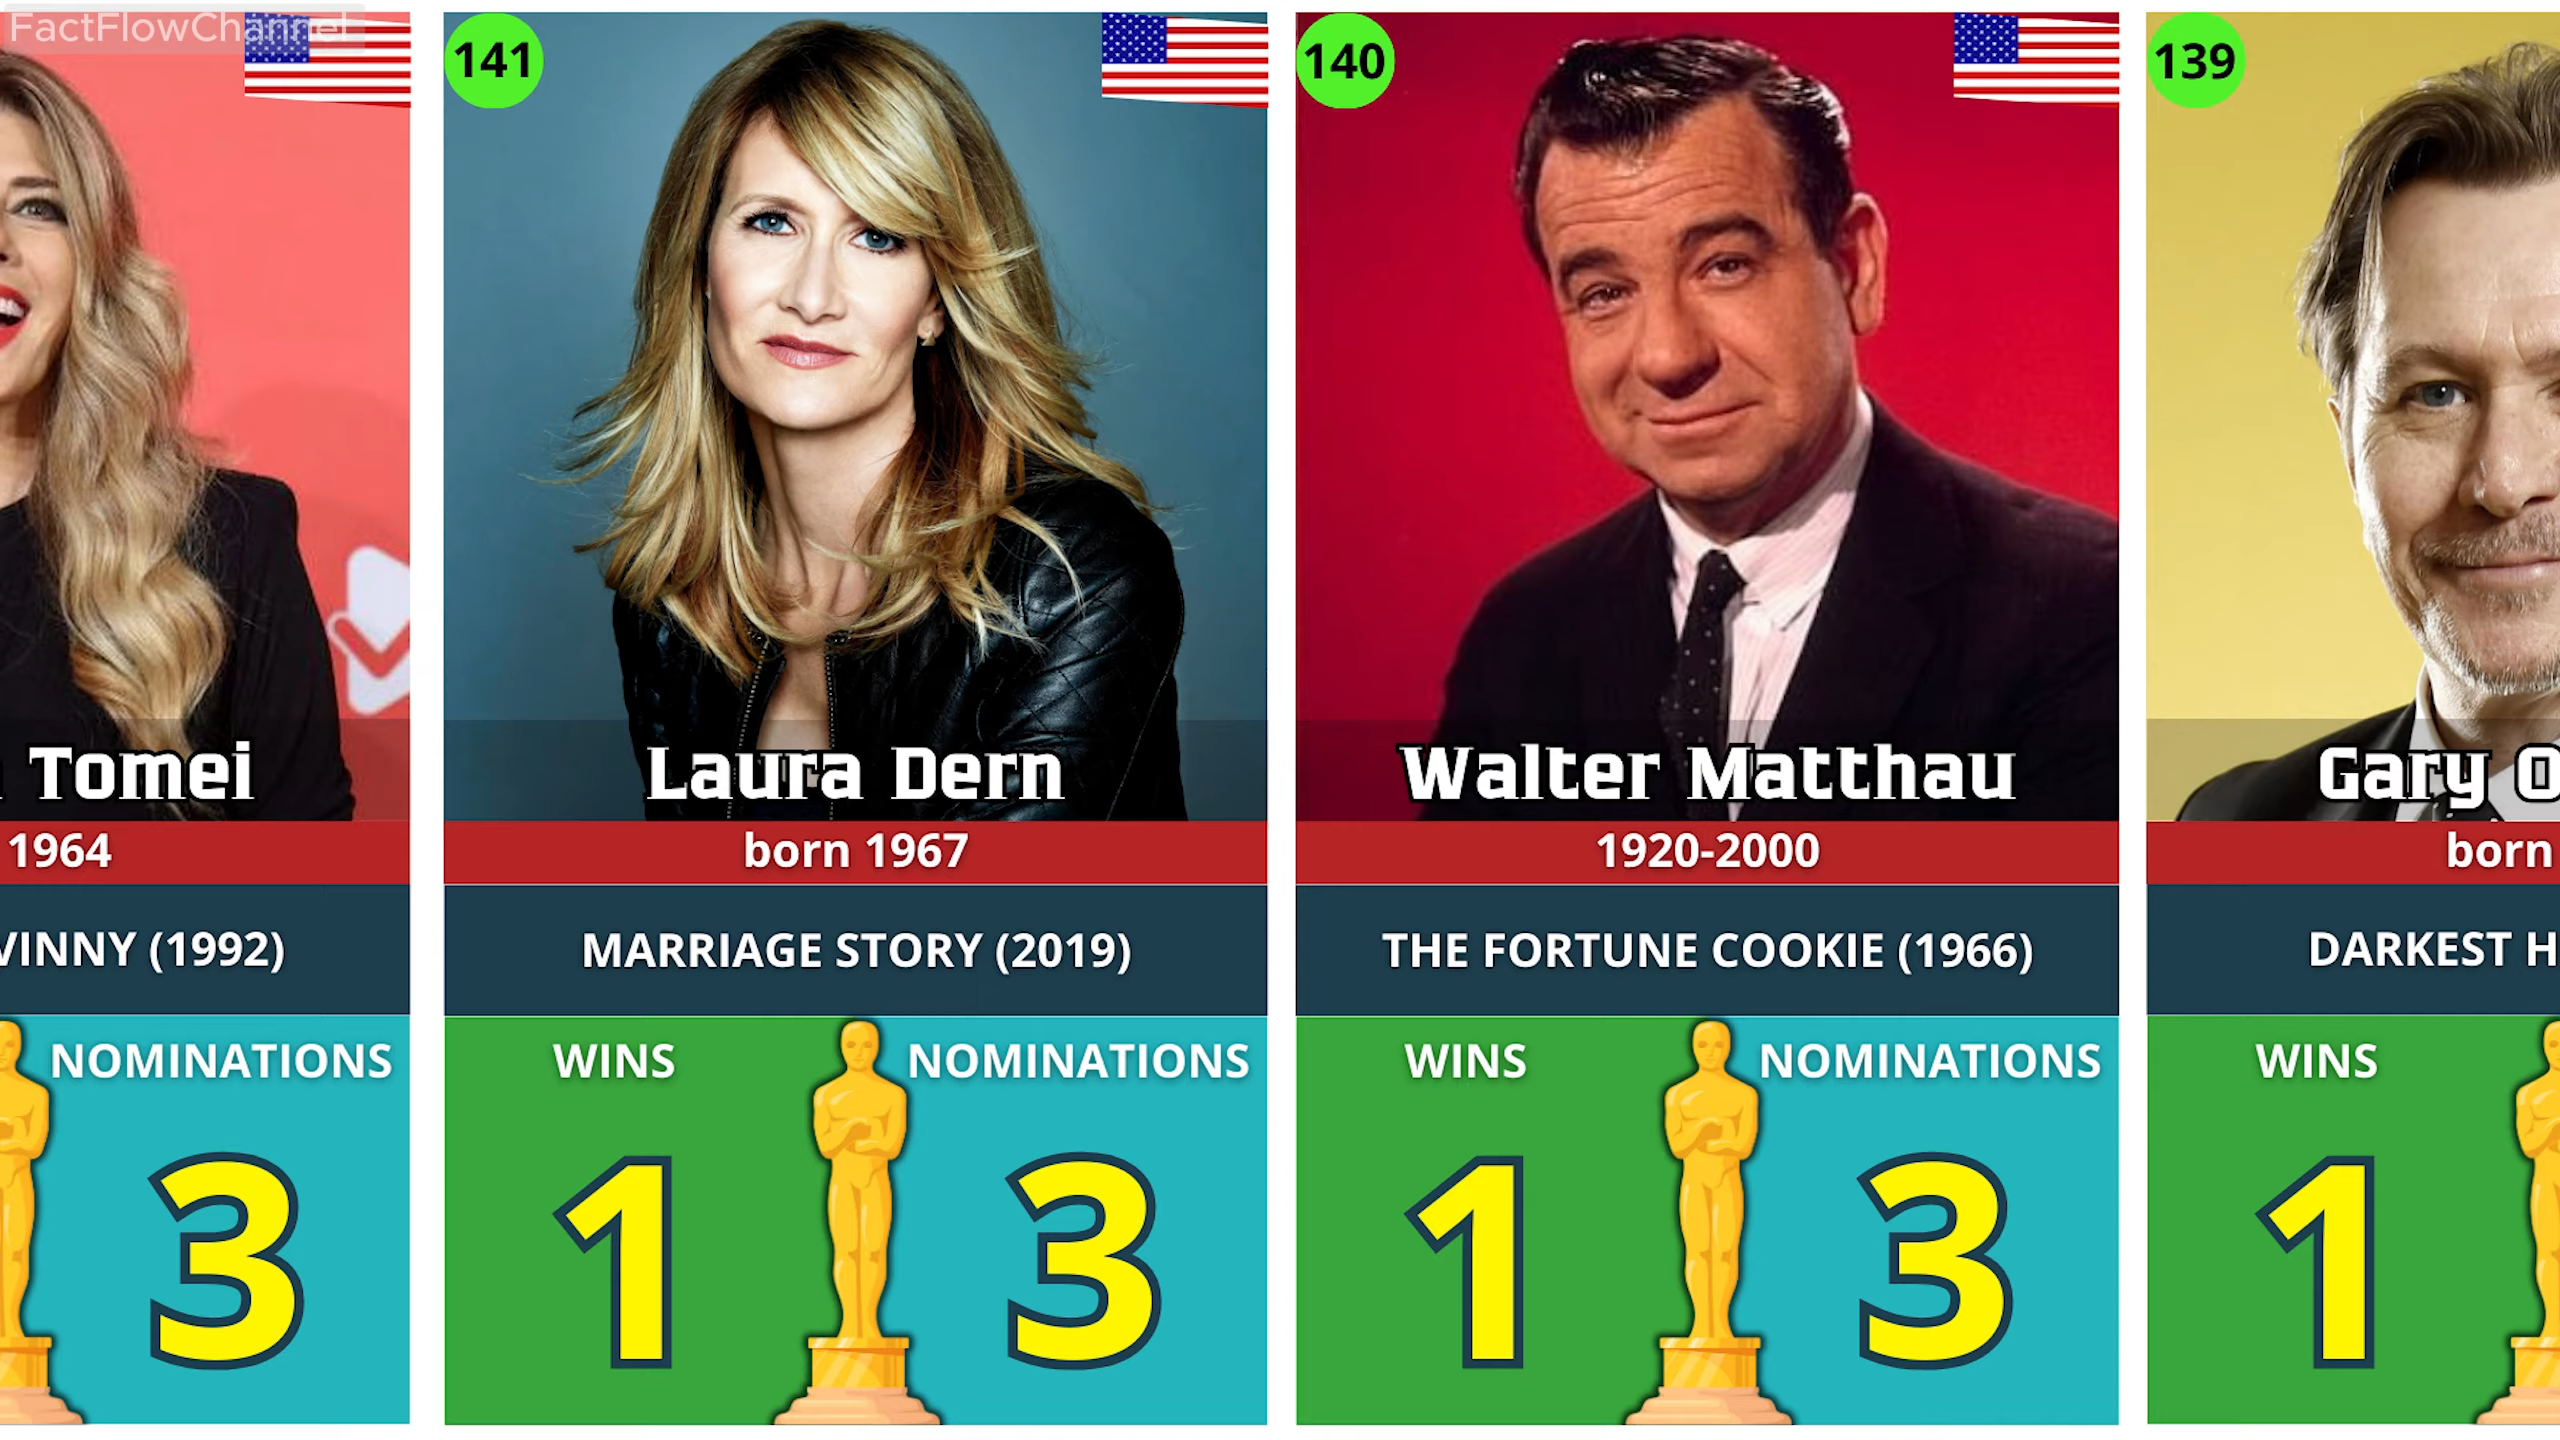 FactFlowChannel
Tomei
1964
VINNY (1992)
NOMINATIONS
3
141
Laura Dern
born 1967
MARRIAGE STORY (2019)
WINS
NOMINATIONS
1
3
140
Walter Matthau
1920-2000
THE FORTUNE COOKIE (1966)
WINS
NOMINATIONS
1
3
139
Gary O
born
DARKEST H
WINS
1